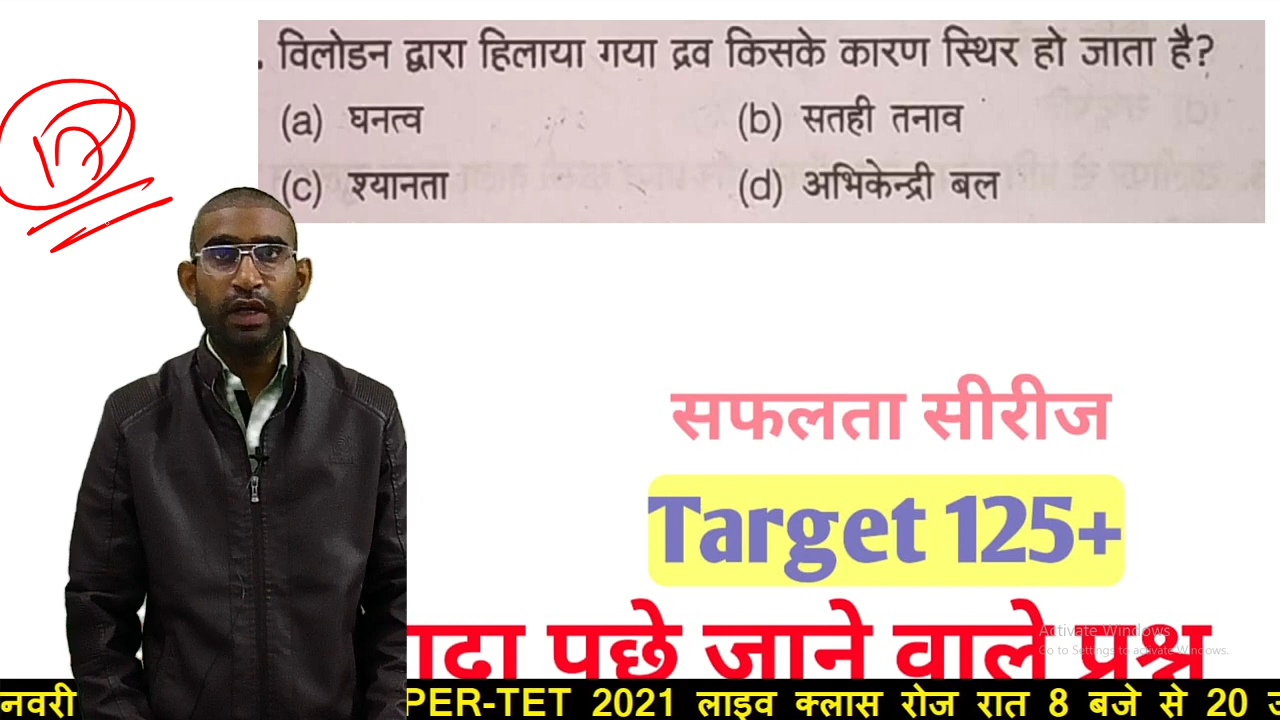 . विलोडन द्वारा हिलाया गया द्रव किसके कारण स्थिर हो जाता है?
(a) घनत्व (b) सतही तनाव
(c) श्यानता (d) अभिकेन्द्री बल
सफलता सीरीज
Target 125+
पूछे जाने वाले प्रश्न
Activate Windows
Go to Settings to activate Windows.
नवरी PER-TET 2021 लाइव क्लास रोज रात 8 बजे से 20